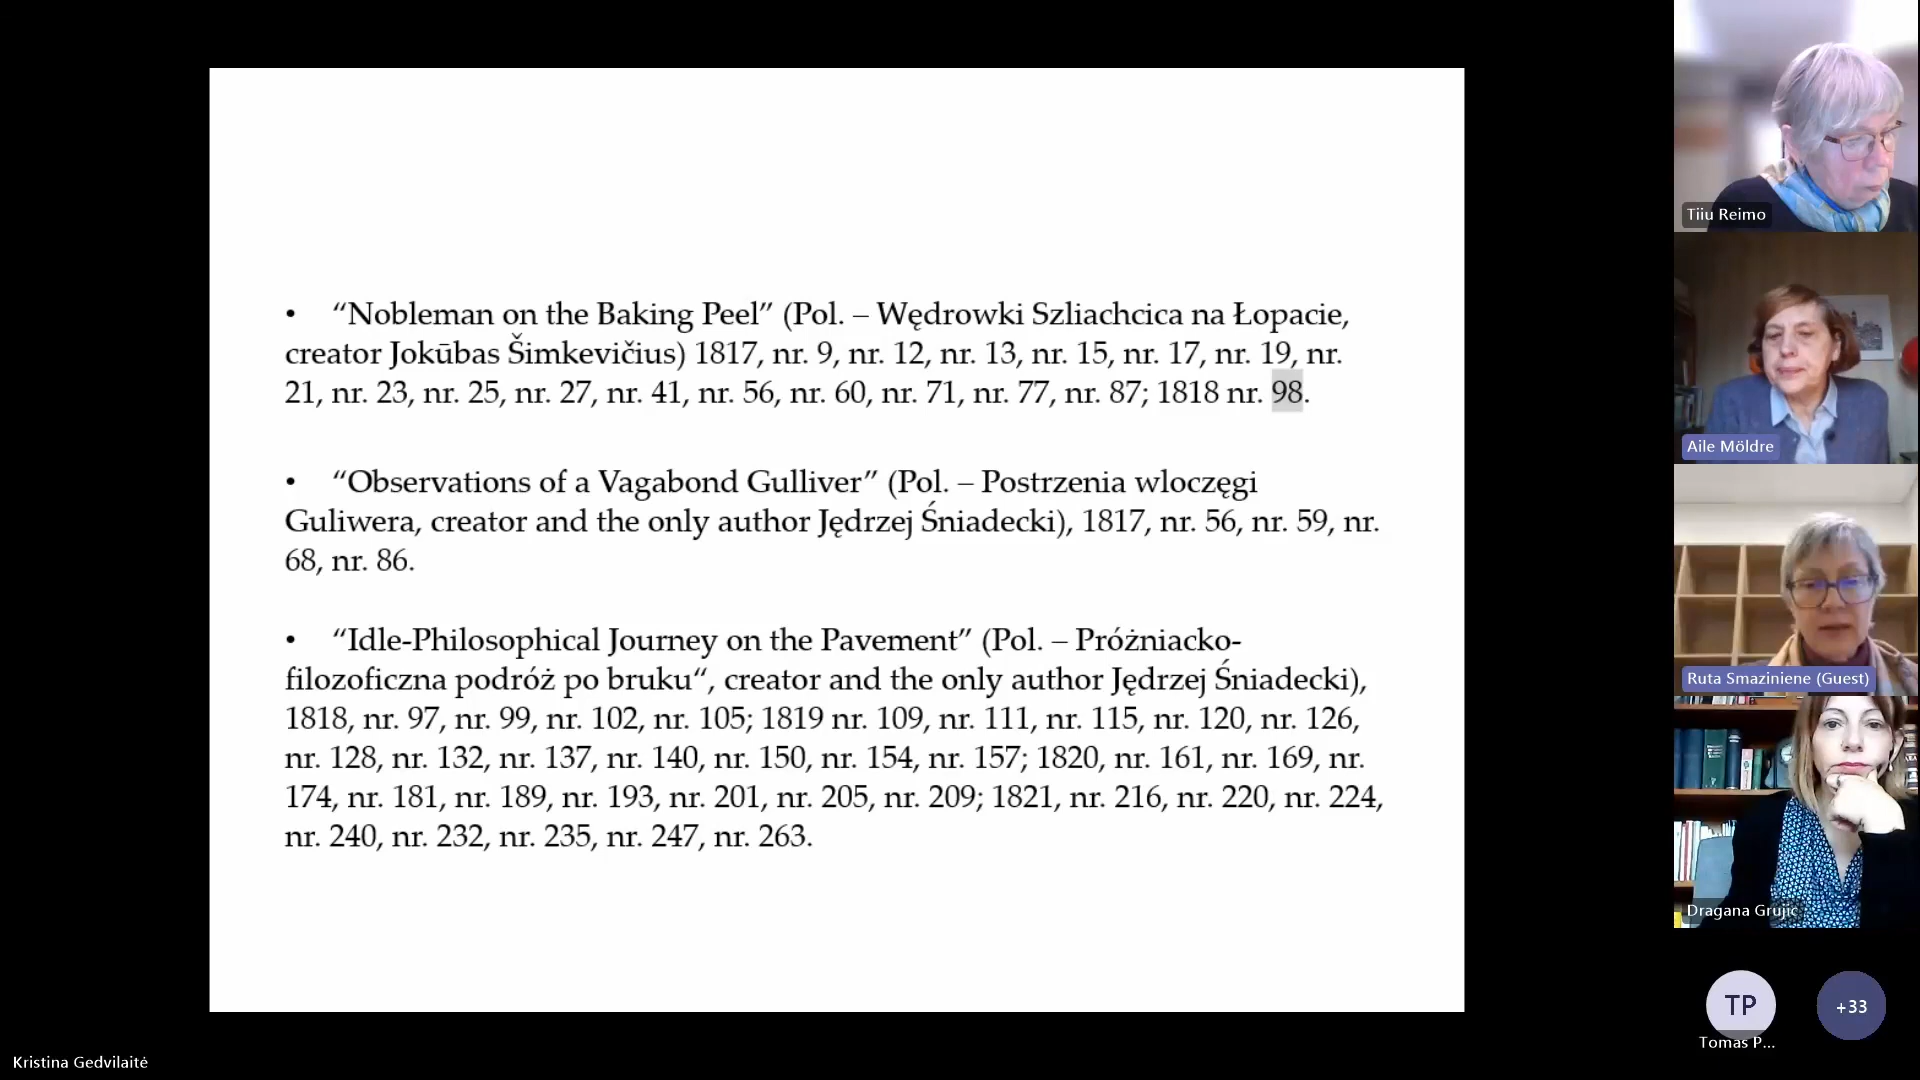 • “Nobleman on the Baking Peel” (Pol. – Wędrowki Szliachcica na Łopacie,
creator Jokūbas Šimkevičius) 1817, nr. 9, nr. 12, nr. 13, nr. 15, nr. 17, nr. 19, nr.
21, nr. 23, nr. 25, nr. 27, nr. 41, nr. 56, nr. 60, nr. 71, nr. 77, nr. 87; 1818 nr. 98.
• “Observations of a Vagabond Gulliver” (Pol. – Postrzenia wloczęgi
Guliwera, creator and the only author Jędrzej Śniadecki), 1817, nr. 56, nr. 59, nr.
68, nr. 86.
• “Idle-Philosophical Journey on the Pavement” (Pol. – Próżniacko-
filozoficzna podróż po bruku“, creator and the only author Jędrzej Śniadecki),
1818, nr. 97, nr. 99, nr. 102, nr. 105; 1819 nr. 109, nr. 111, nr. 115, nr. 120, nr. 126,
nr. 128, nr. 132, nr. 137, nr. 140, nr. 150, nr. 154, nr. 157; 1820, nr. 161, nr. 169, nr.
174, nr. 181, nr. 189, nr. 193, nr. 201, nr. 205, nr. 209; 1821, nr. 216, nr. 220, nr. 224,
nr. 240, nr. 232, nr. 235, nr. 247, nr. 263.
Tiiu Reimo
Aile Möldre
Ruta Smaziniene (Guest)
Dragana Grujić
TP
+33
Tomas P...
Kristina Gedvilaitė